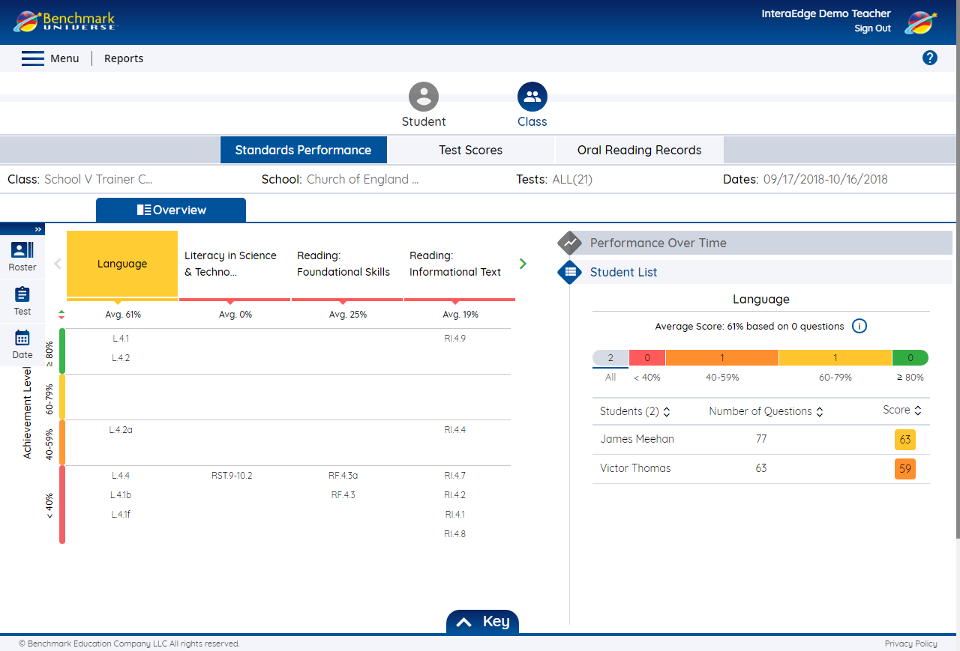 Benchmark
UNIVERSE
InteraEdge Demo Teacher
Sign Out
Menu
Reports
?
Student
Class
Standards Performance
Test Scores
Oral Reading Records
Class: School V Trainer C...
School: Church of England ...
Tests: ALL(21)
Dates: 09/17/2018-10/16/2018
Overview
»
Roster
Test
Date
Language
Literacy in Science
& Techno...
Reading:
Foundational Skills
Reading:
Informational Text
Avg. 61%
Avg. 0%
Avg. 25%
Avg. 19%
Achievement Level
≥ 80%
L.4.1
RI.4.9
L.4.2
60-79%
40-59%
L.4.2a
RI.4.4
< 40%
L.4.4
RST.9-10.2
RF.4.3a
RI.4.7
L.4.1b
RF.4.3
RI.4.2
L.4.1f
RI.4.1
RI.4.8
Performance Over Time
Student List
Language
Average Score: 61% based on 0 questions
i
2 0 1 1 0
All < 40% 40-59% 60-79% ≥ 80%
Students (2) Number of Questions Score
James Meehan 77 63
Victor Thomas 63 59
Key
© Benchmark Education Company LLC All rights reserved.
Privacy Policy